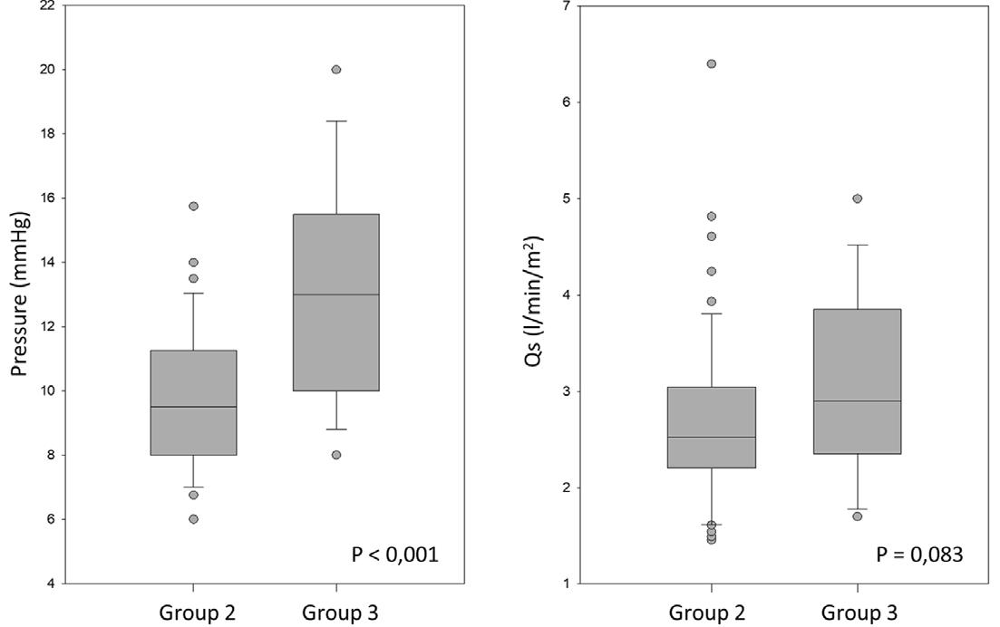 Pressure (mmHg)
22
20
18
16
14
12
10
8
6
4
P < 0,001
Group 2
Group 3
Qs (l/min/m²)
7
6
5
4
3
2
1
P = 0,083
Group 2
Group 3